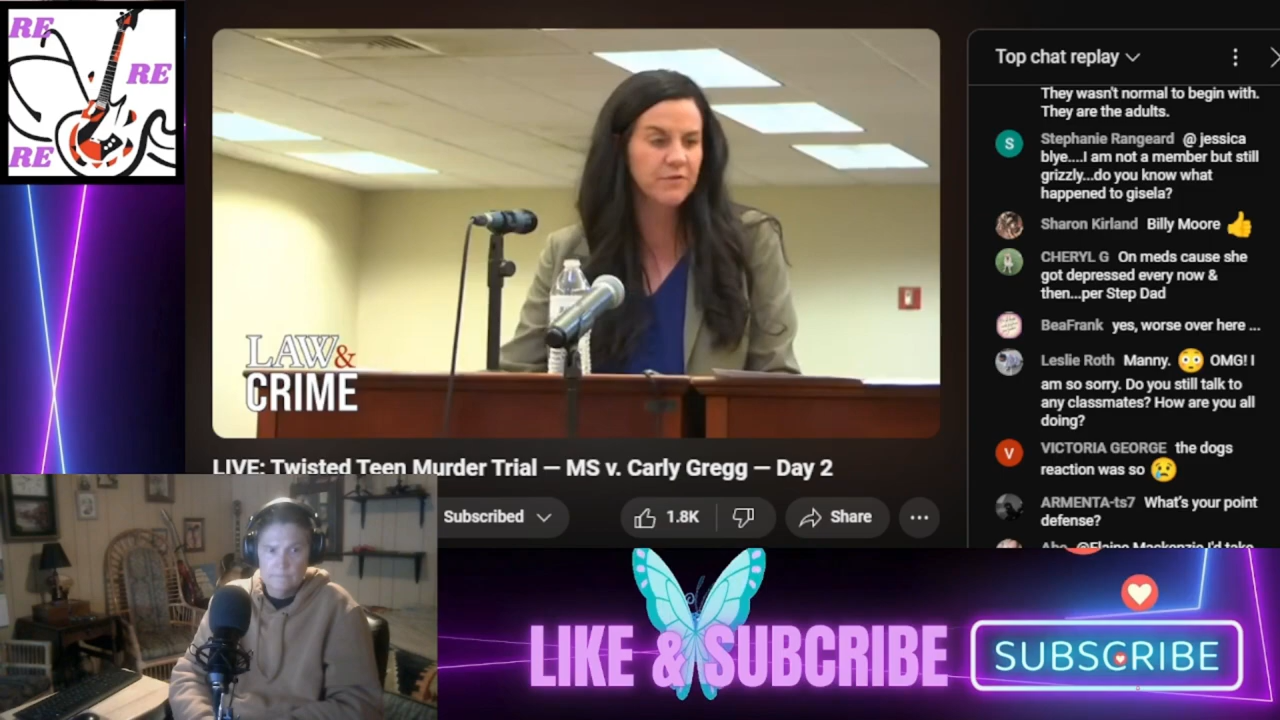 RE
RE
RE
LAW&
CRIME
LIVE: Twisted Teen Murder Trial — MS v. Carly Gregg — Day 2
Subscribed
1.8K
Share
Top chat replay
They wasn't normal to begin with.
They are the adults.
S
Stephanie Rangeard @ jessica
blye....I am not a member but still
grizzly...do you know what
happened to gisela?
Sharon Kirland Billy Moore 👍
CHERYL G On meds cause she
got depressed every now &
then...per Step Dad
BeaFrank yes, worse over here ...
Leslie Roth Manny. 😳 OMG! I
am so sorry. Do you still talk to
any classmates? How are you all
doing?
V
VICTORIA GEORGE the dogs
reaction was so 😢
ARMENTA-ts7 What's your point
defense?
Abe @Elaine Mackenzie I'd take
LIKE & SUBCRIBE
SUBSCRIBE